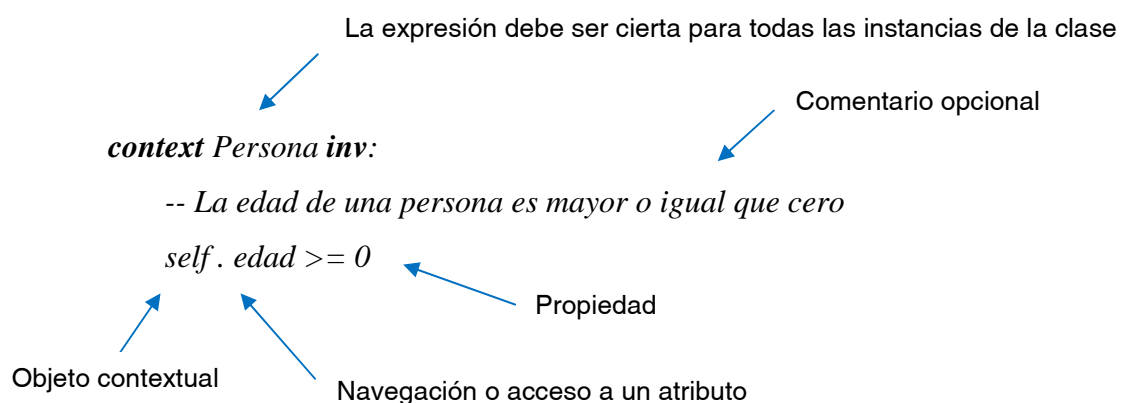 La expresión debe ser cierta para todas las instancias de la clase
Comentario opcional
context Persona inv:
-- La edad de una persona es mayor o igual que cero
self . edad >= 0
Propiedad
Objeto contextual
Navegación o acceso a un atributo